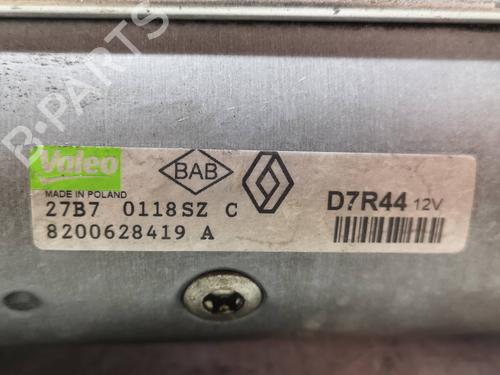 B-PARTS
Valeo
MADE IN POLAND
BAB
27B7 0118SZ C
8200628419 A
D7R44 12V